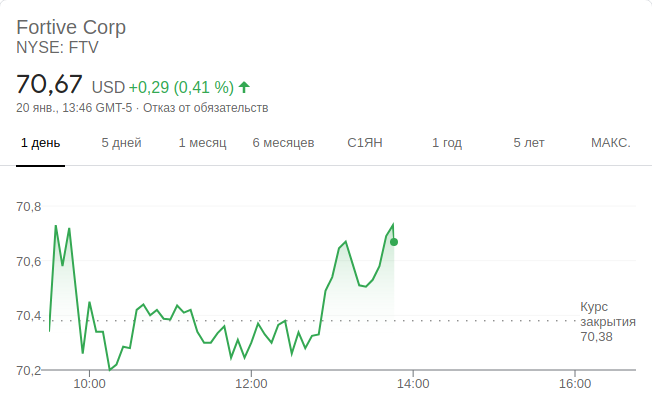 Fortive Corp
NYSE: FTV
70,67 USD +0,29 (0,41 %)
20 янв., 13:46 GMT-5 · Отказ от обязательств
1 день 5 дней 1 месяц 6 месяцев С1ЯН 1 год 5 лет МАКС.
70,8
70,6
70,4
70,2
Курс
закрытия
70,38
10:00 12:00 14:00 16:00